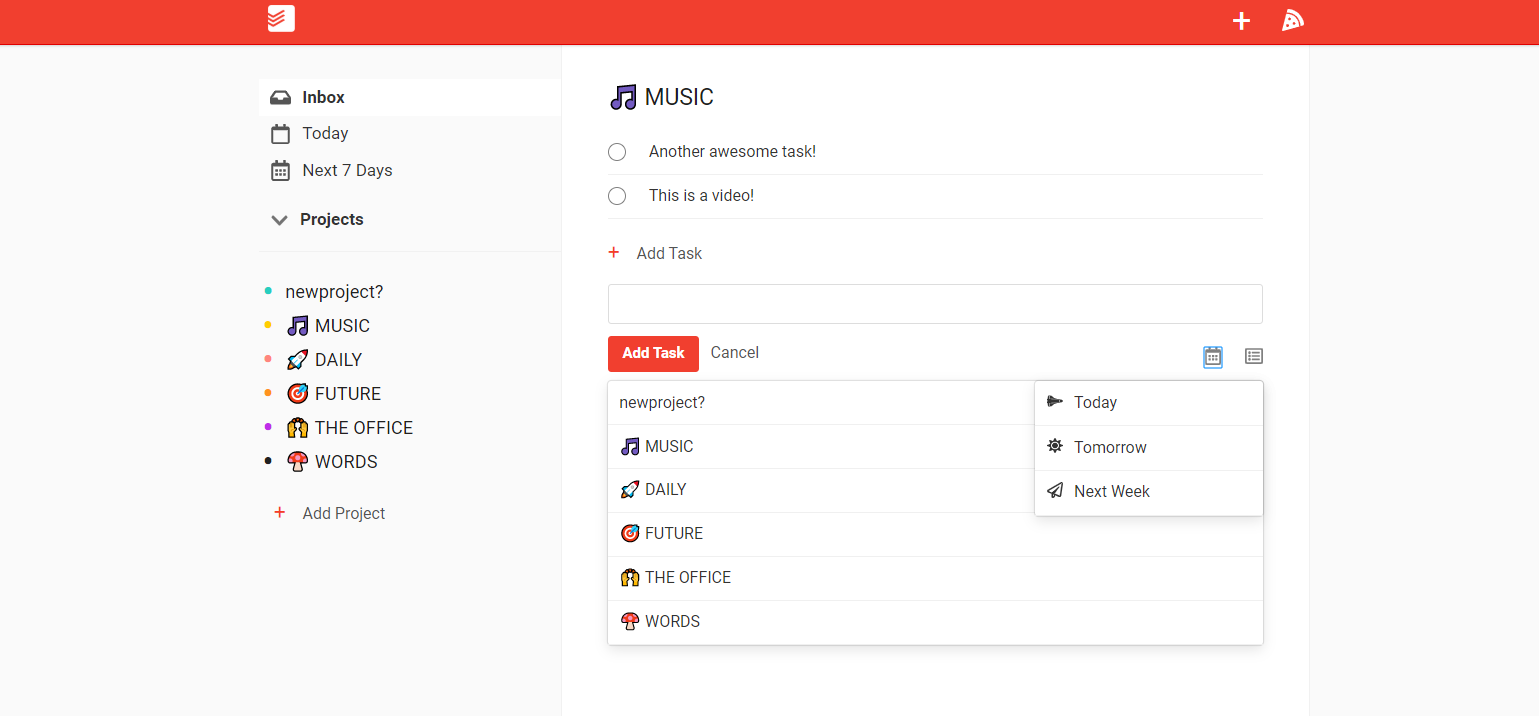 Inbox
Today
Next 7 Days
Projects
newproject?
🎵 MUSIC
🚀 DAILY
🎯 FUTURE
🙌 THE OFFICE
🍄 WORDS
+ Add Project
🎵 MUSIC
Another awesome task!
This is a video!
+ Add Task
Add Task Cancel
newproject?
🎵 MUSIC
🚀 DAILY
🎯 FUTURE
🙌 THE OFFICE
🍄 WORDS
Today
Tomorrow
Next Week